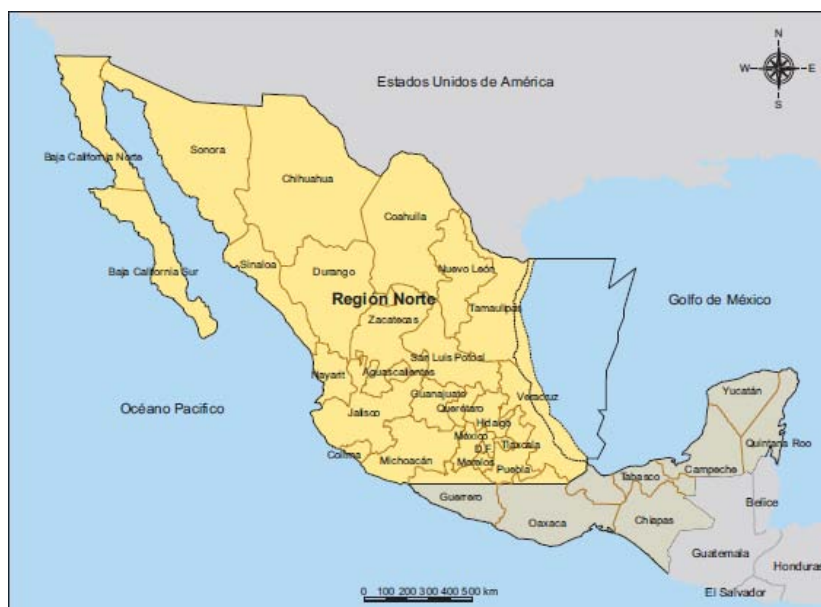 N
W E
S
Estados Unidos de América
Baja California Norte
Sonora
Chihuahua
Coahuila
Baja California Sur
Sinaloa
Durango
Nuevo León
Región Norte
Tamaulipas
Golfo de México
Zacatecas
San Luis Potosí
Nayarit
Aguascalientes
Océano Pacifico
Guanajuato
Veracruz
Yucatán
Jalisco
Querétaro
Hidalgo
México
Tlaxcala
Quintana Roo
D.F.
Colima
Michoacán
Morelos
Puebla
Tabasco
Campeche
Guerrero
Belice
Oaxaca
Chiapas
Guatemala
Honduras
El Salvador
0 100 200 300 400 500 km